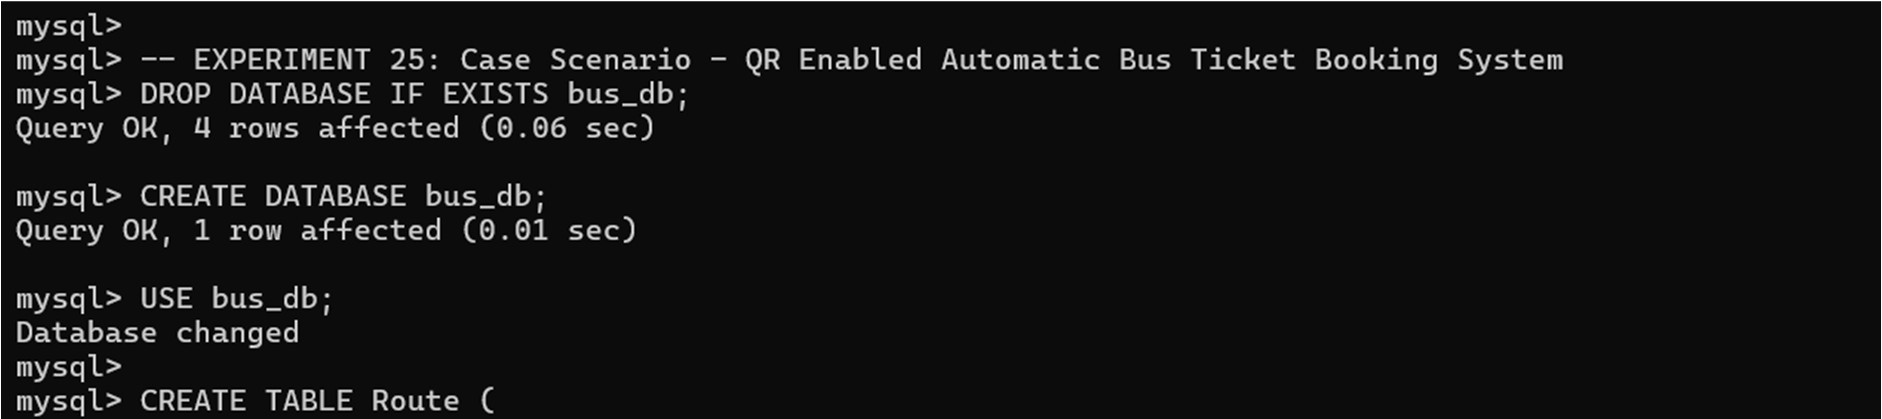 mysql>
mysql> -- EXPERIMENT 25: Case Scenario - QR Enabled Automatic Bus Ticket Booking System
mysql> DROP DATABASE IF EXISTS bus_db;
Query OK, 4 rows affected (0.06 sec)
mysql> CREATE DATABASE bus_db;
Query OK, 1 row affected (0.01 sec)
mysql> USE bus_db;
Database changed
mysql>
mysql> CREATE TABLE Route (